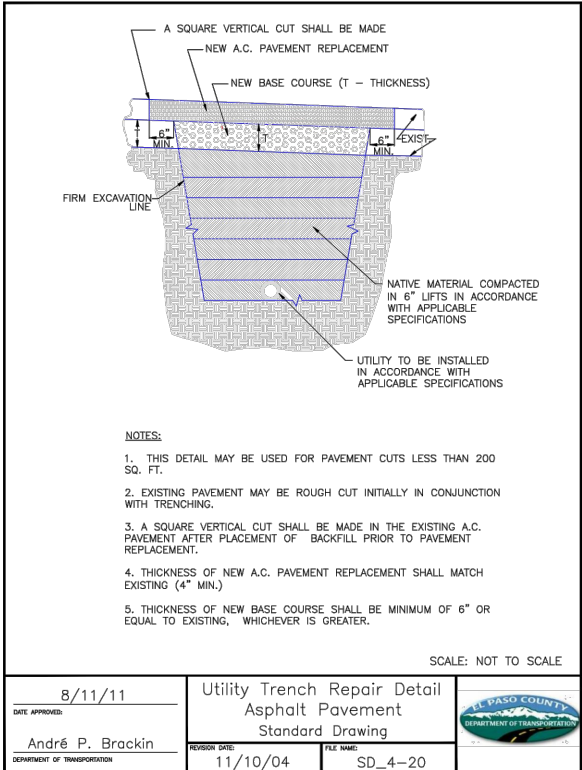 A SQUARE VERTICAL CUT SHALL BE MADE
NEW A.C. PAVEMENT REPLACEMENT
NEW BASE COURSE (T - THICKNESS)
T
6"
MIN.
T
6"
MIN.
EXIST
FIRM EXCAVATION
LINE
NATIVE MATERIAL COMPACTED
IN 6" LIFTS IN ACCORDANCE
WITH APPLICABLE
SPECIFICATIONS
UTILITY TO BE INSTALLED
IN ACCORDANCE WITH
APPLICABLE SPECIFICATIONS
NOTES:
1. THIS DETAIL MAY BE USED FOR PAVEMENT CUTS LESS THAN 200
SQ. FT.
2. EXISTING PAVEMENT MAY BE ROUGH CUT INITIALLY IN CONJUNCTION
WITH TRENCHING.
3. A SQUARE VERTICAL CUT SHALL BE MADE IN THE EXISTING A.C.
PAVEMENT AFTER PLACEMENT OF BACKFILL PRIOR TO PAVEMENT
REPLACEMENT.
4. THICKNESS OF NEW A.C. PAVEMENT REPLACEMENT SHALL MATCH
EXISTING (4" MIN.)
5. THICKNESS OF NEW BASE COURSE SHALL BE MINIMUM OF 6" OR
EQUAL TO EXISTING, WHICHEVER IS GREATER.
SCALE: NOT TO SCALE
8/11/11
DATE APPROVED:
André P. Brackin
DEPARTMENT OF TRANSPORTATION
Utility Trench Repair Detail
Asphalt Pavement
Standard Drawing
REVISION DATE:
11/10/04
FILE NAME:
SD_4-20
EL PASO COUNTY
DEPARTMENT OF TRANSPORTATION